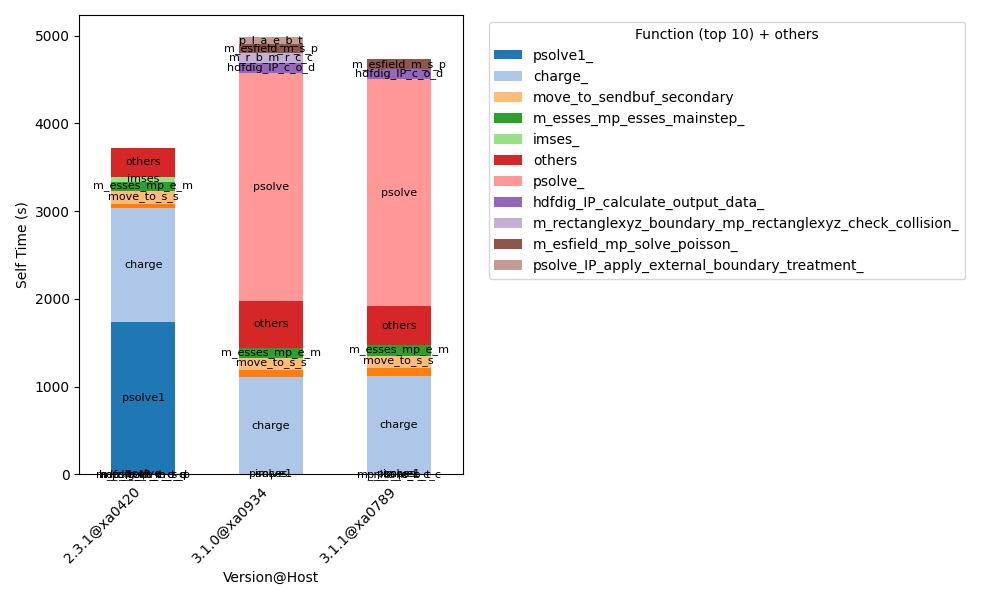 5000
4000
3000
2000
1000
0
Self Time (s)
others
imses
m_esses_mp_e_m
move_to_s_s
charge
psolve1
p_l_a_e_b_t
m_esfield_m_s_p
m_r_b_m_r_c_c
hdfdig_IP_c_o_d
psolve
others
m_esses_mp_e_m
move_to_s_s
charge
m_esfield_m_s_p
hdfdig_IP_c_o_d
psolve
others
m_esses_mp_e_m
move_to_s_s
charge
2.3.1@xa0420
3.1.0@xa0934
3.1.1@xa0789
Version@Host
Function (top 10) + others
psolve1_
charge_
move_to_sendbuf_secondary
m_esses_mp_esses_mainstep_
imses_
others
psolve_
hdfdig_IP_calculate_output_data_
m_rectanglexyz_boundary_mp_rectanglexyz_check_collision_
m_esfield_mp_solve_poisson_
psolve_IP_apply_external_boundary_treatment_